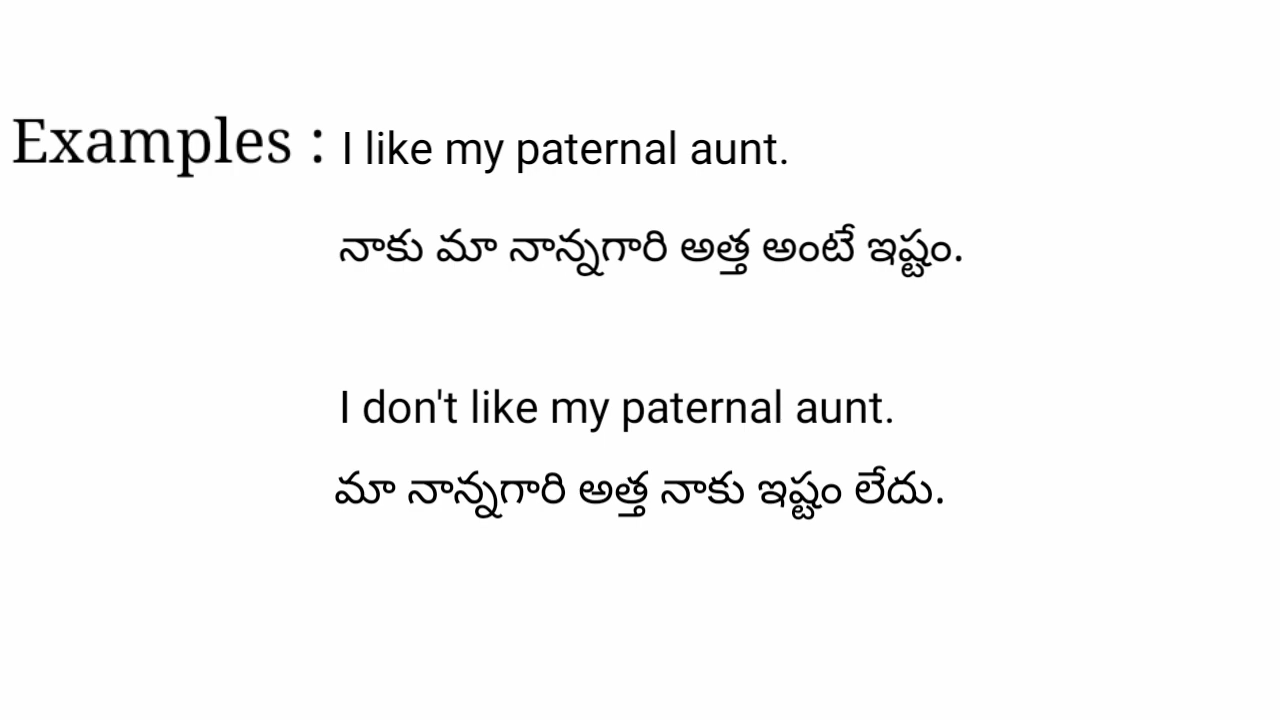 Examples : I like my paternal aunt.
నాకు మా నాన్నగారి అత్త అంటే ఇష్టం.
I don't like my paternal aunt.
మా నాన్నగారి అత్త నాకు ఇష్టం లేదు.